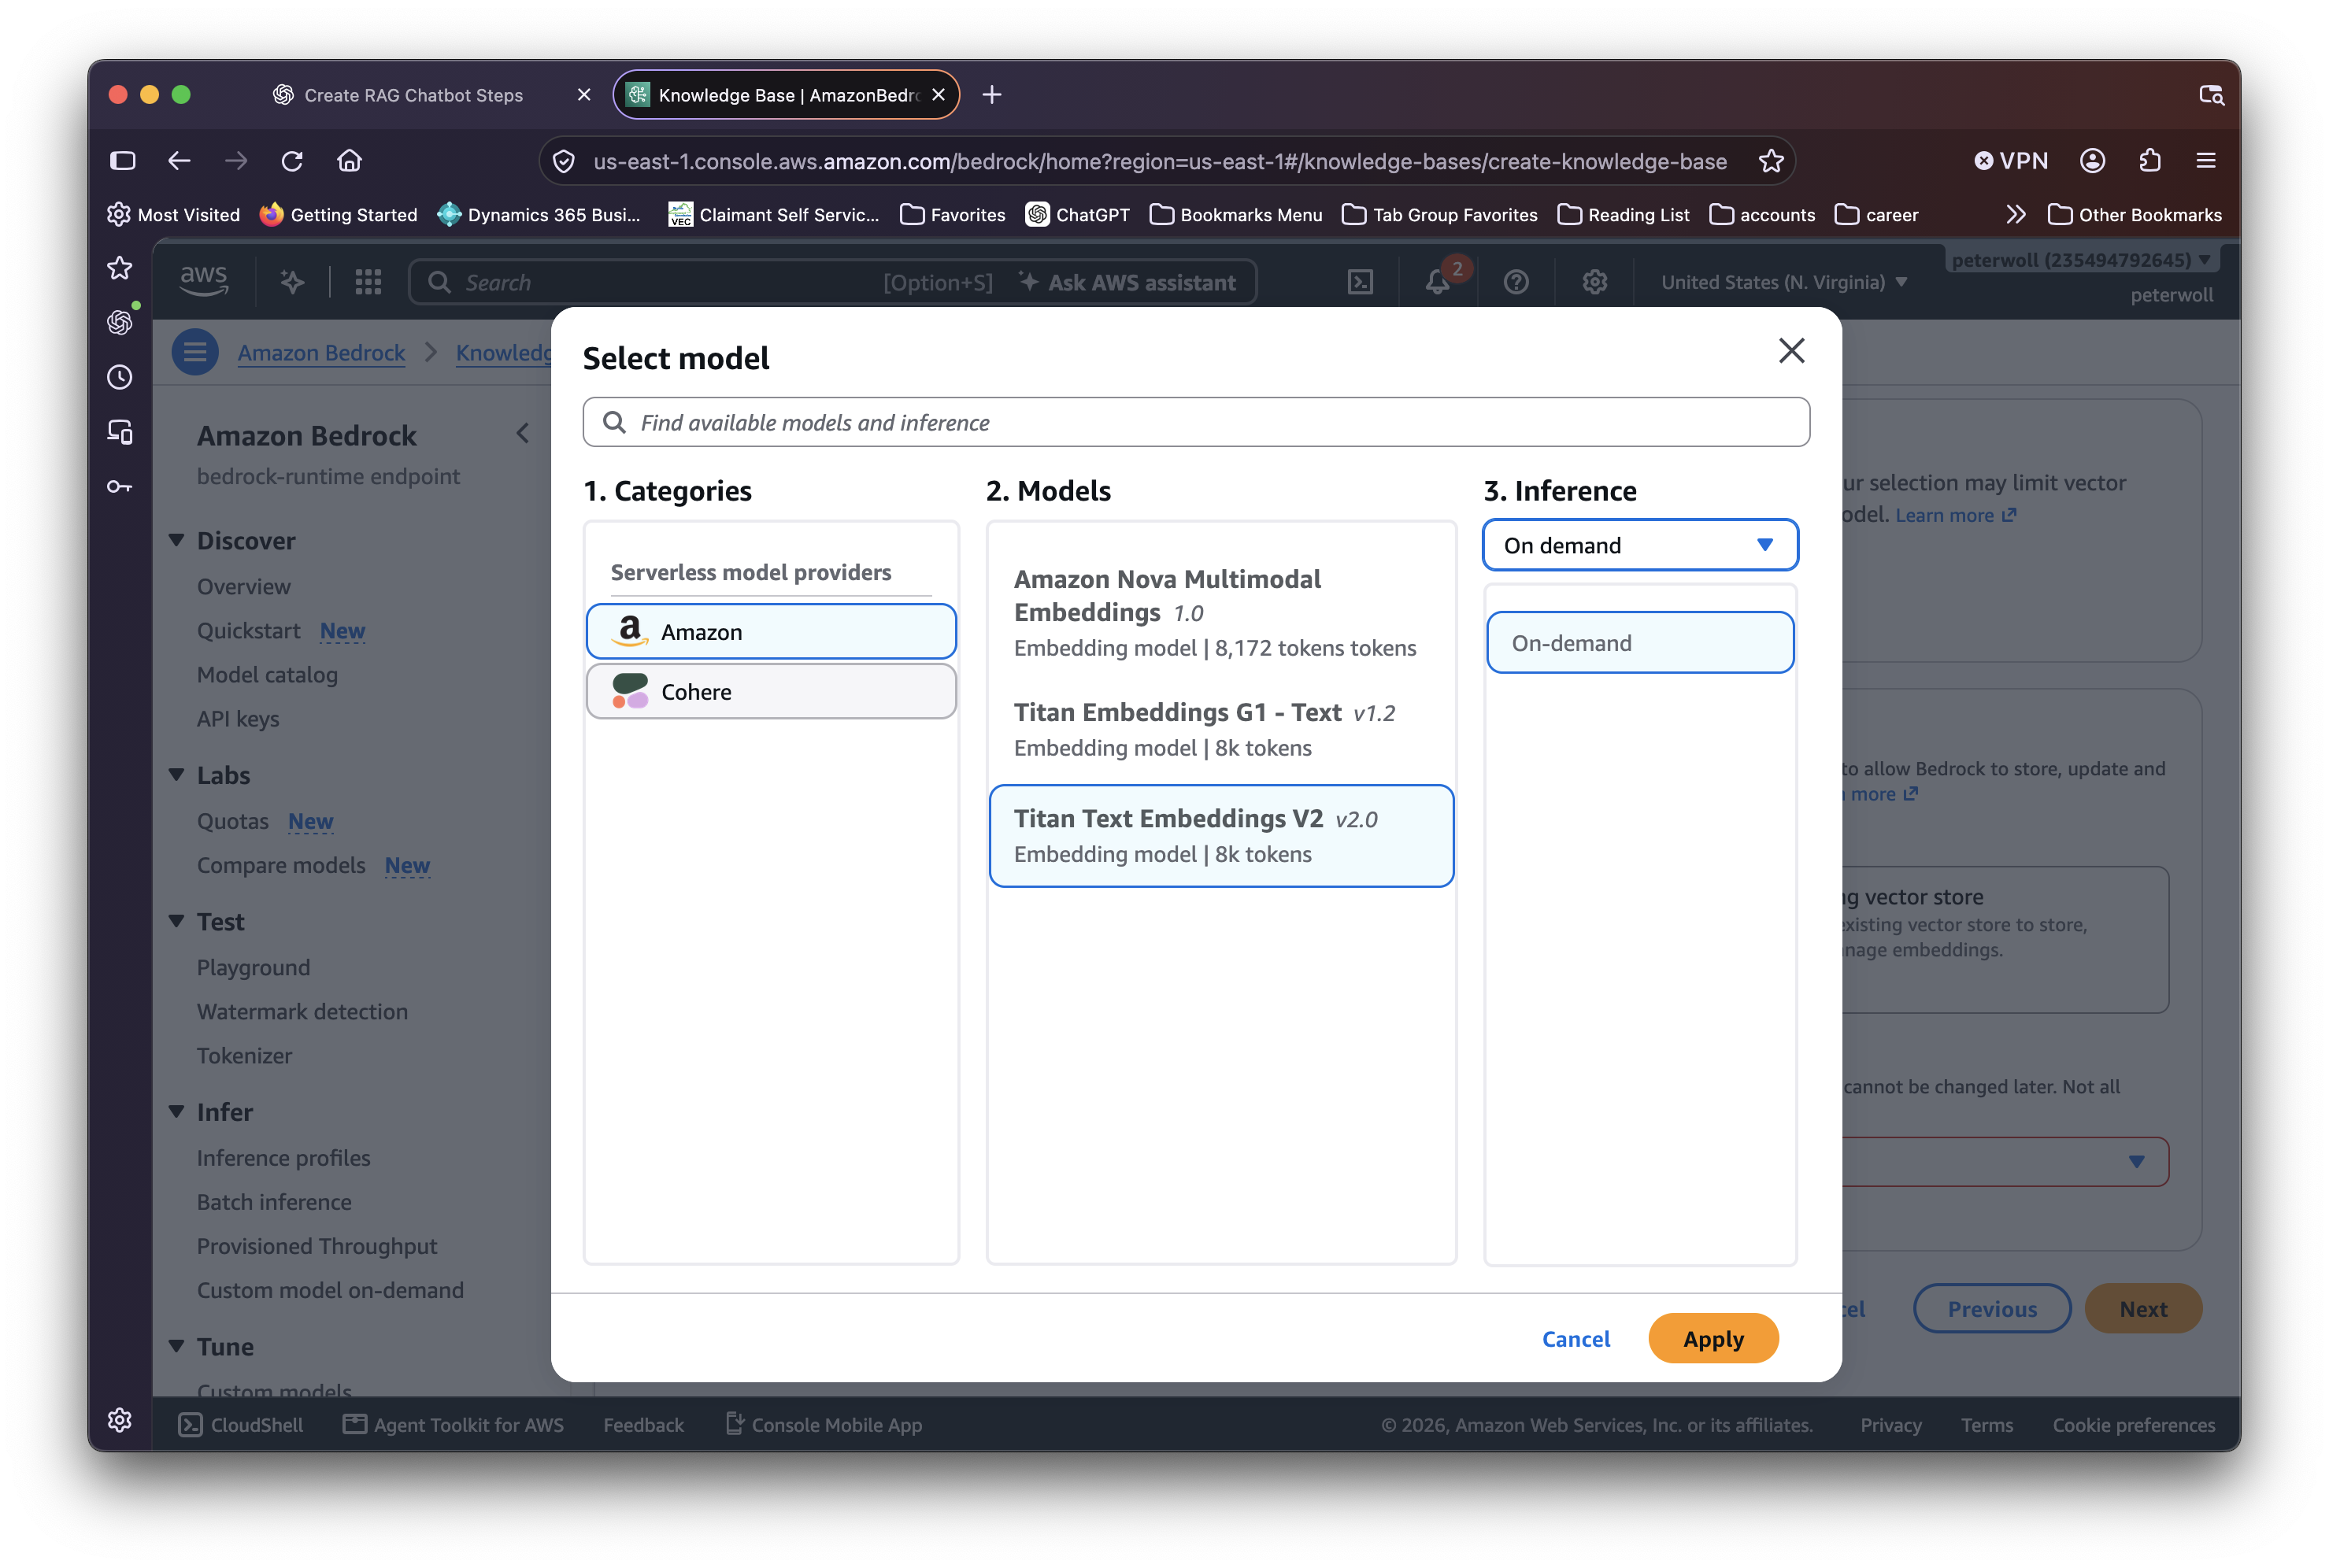 Create RAG Chatbot Steps
Knowledge Base | AmazonBedro
us-east-1.console.aws.amazon.com/bedrock/home?region=us-east-1#/knowledge-bases/create-knowledge-base
VPN
Most Visited
Getting Started
Dynamics 365 Busi...
VEC
Claimant Self Servic...
Favorites
ChatGPT
Bookmarks Menu
Tab Group Favorites
Reading List
accounts
career
Other Bookmarks
aws
Search
[Option+S]
Ask AWS assistant
2
United States (N. Virginia)
peterwoll (235494792645)
peterwoll
Amazon Bedrock
Knowledg
Amazon Bedrock
bedrock-runtime endpoint
Discover
Overview
Quickstart New
Model catalog
API keys
Labs
Quotas New
Compare models New
Test
Playground
Watermark detection
Tokenizer
Infer
Inference profiles
Batch inference
Provisioned Throughput
Custom model on-demand
Tune
Custom models
Select model
Find available models and inference
1. Categories
Serverless model providers
Amazon
Cohere
2. Models
Amazon Nova Multimodal
Embeddings 1.0
Embedding model | 8,172 tokens tokens
Titan Embeddings G1 - Text v1.2
Embedding model | 8k tokens
Titan Text Embeddings V2 v2.0
Embedding model | 8k tokens
3. Inference
On demand
On-demand
Cancel
Apply
ur selection may limit vector
odel. Learn more
to allow Bedrock to store, update and
more
g vector store
existing vector store to store,
nage embeddings.
cannot be changed later. Not all
el
Previous
Next
CloudShell
Agent Toolkit for AWS
Feedback
Console Mobile App
© 2026, Amazon Web Services, Inc. or its affiliates.
Privacy
Terms
Cookie preferences